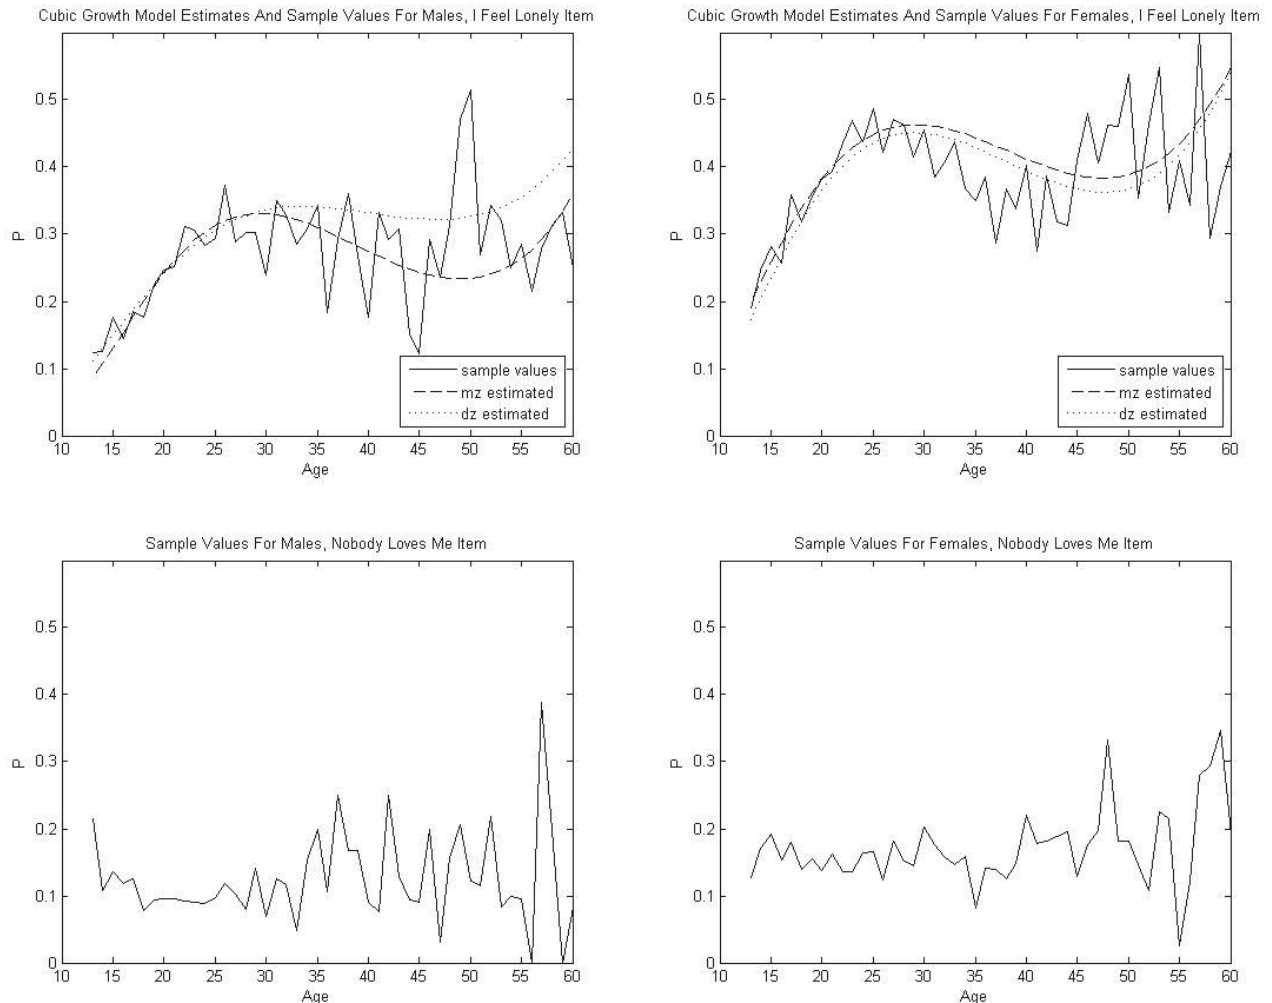 Cubic Growth Model Estimates And Sample Values For Males, I Feel Lonely Item
P
0.5
0.4
0.3
0.2
0.1
0
sample values
mz estimated
dz estimated
10 15 20 25 30 35 40 45 50 55 60
Age
Cubic Growth Model Estimates And Sample Values For Females, I Feel Lonely Item
P
0.5
0.4
0.3
0.2
0.1
0
sample values
mz estimated
dz estimated
10 15 20 25 30 35 40 45 50 55 60
Age
Sample Values For Males, Nobody Loves Me Item
P
0.5
0.4
0.3
0.2
0.1
0
10 15 20 25 30 35 40 45 50 55 60
Age
Sample Values For Females, Nobody Loves Me Item
P
0.5
0.4
0.3
0.2
0.1
0
10 15 20 25 30 35 40 45 50 55 60
Age